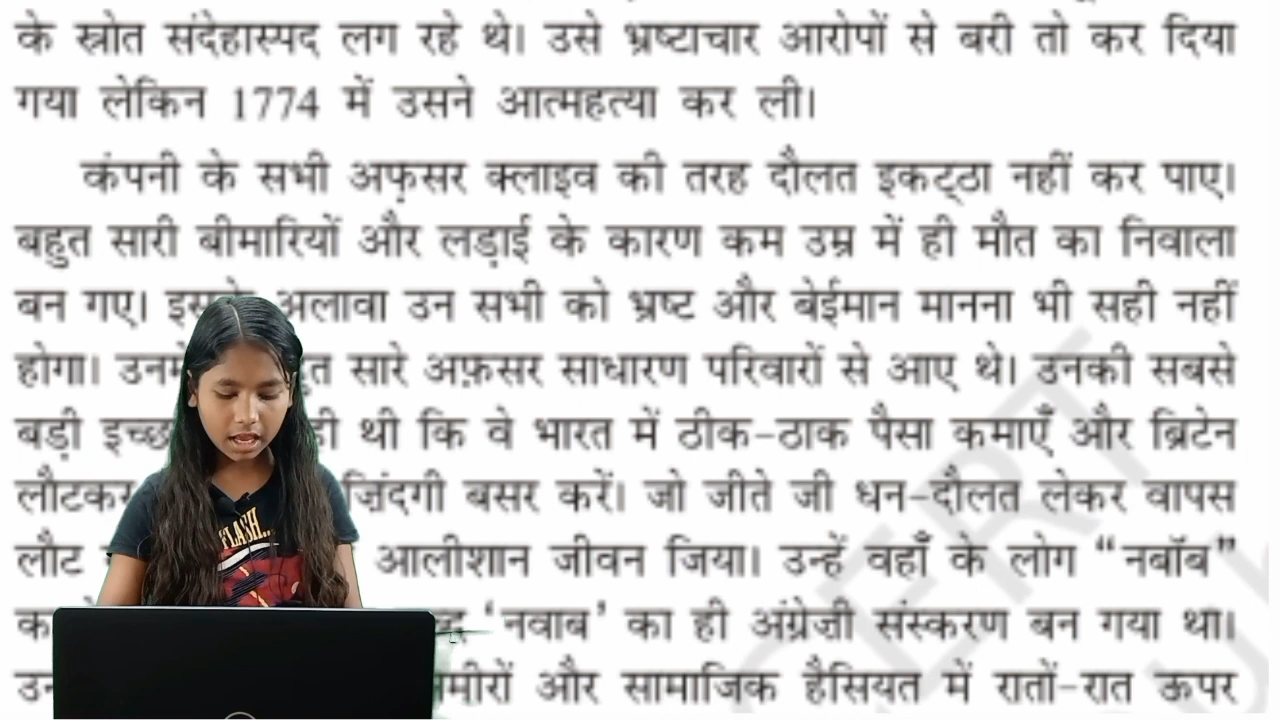 के स्रोत संदेहास्पद लग रहे थे। उसे भ्रष्टाचार आरोपों से बरी तो कर दिया
गया लेकिन 1774 में उसने आत्महत्या कर ली।
कंपनी के सभी अफ़सर क्लाइव की तरह दौलत इकट्ठा नहीं कर पाए।
बहुत सारी बीमारियों और लड़ाई के कारण कम उम्र में ही मौत का निवाला
बन गए। अलावा उन सभी को भ्रष्ट और बेईमान मानना भी सही नहीं
होगा। सारे अफ़सर साधारण परिवारों से आए थे। उनकी सबसे
बड़ी थी कि वे भारत में ठीक-ठाक पैसा कमाएँ और ब्रिटेन
लौटकर ज़िंदगी बसर करें। जो जीते जी धन-दौलत लेकर वापस
लौट आलीशान जीवन जिया। उन्हें वहाँ के लोग “नबॉब”
‘नवाब’ का ही अंग्रेज़ी संस्करण बन गया था।
और सामाजिक हैसियत में रातों-रात ऊपर
FLASH...